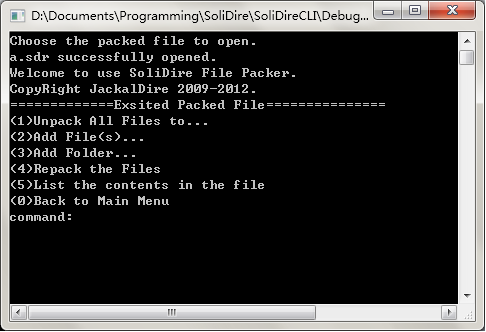 D:\Documents\Programming\SoliDire\SoliDireCLI\Debug...
Choose the packed file to open.
a.sdr successfully opened.
Welcome to use SoliDire File Packer.
CopyRight JackalDire 2009-2012.
=============Exsited Packed File===============
(1)Unpack All Files to...
(2)Add File(s)...
(3)Add Folder...
(4)Repack the Files
(5)List the contents in the file
(0)Back to Main Menu
command: